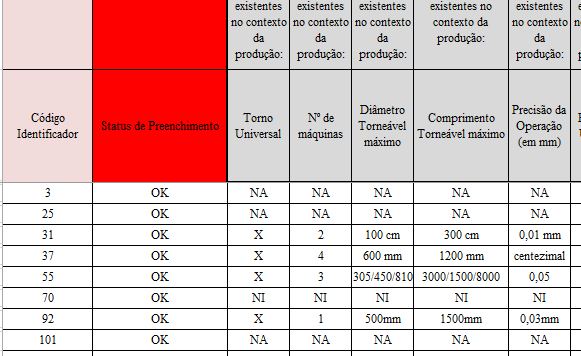 existentes existentes existentes existentes no existentes
no contexto no contexto no contexto contexto da no contexto
da da da produção: da
produção: produção: produção: produção:
Código Identificador Status de Preenchimento Torno Universal Nº de máquinas Diâmetro Torneável máximo Comprimento Torneável máximo Precisão da Operação (em mm)
3 OK NA NA NA NA NA
25 OK NA NA NA NA NA
31 OK X 2 100 cm 300 cm 0,01 mm
37 OK X 4 600 mm 1200 mm centezimal
55 OK X 3 305/450/810 3000/1500/8000 0,05
70 OK NI NI NI NI NI
92 OK X 1 500mm 1500mm 0,03mm
101 OK NA NA NA NA NA